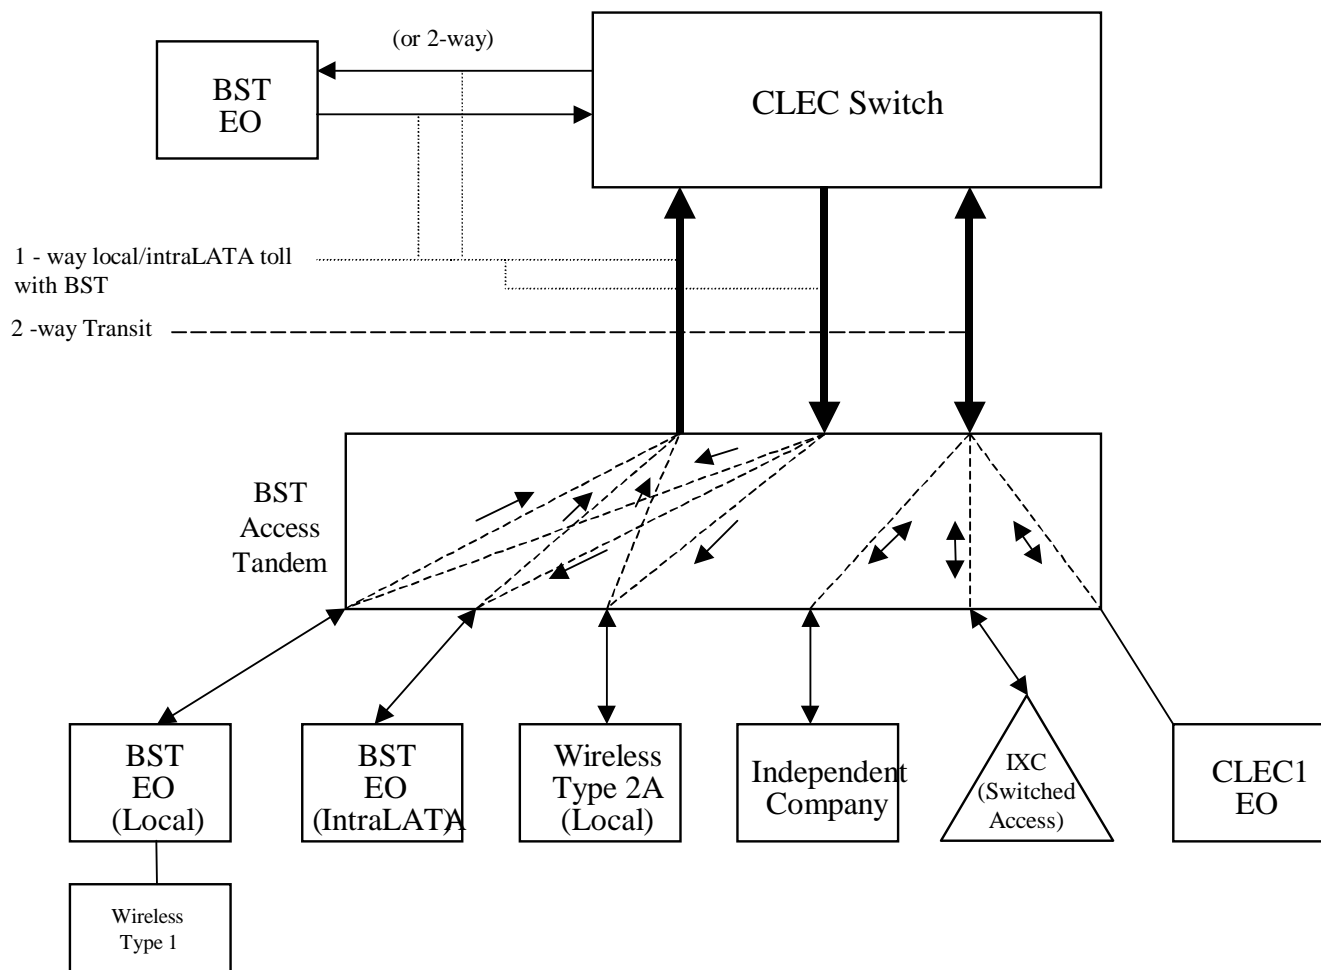 (or 2-way)
BST
EO
CLEC Switch
1 - way local/intraLATA toll
with BST
2 -way Transit
BST
Access
Tandem
BST
EO
(Local)
BST
EO
(IntraLAT)A
Wireless
Type 2A
(Local)
Independent
Company
IXC
(Switched
Access)
CLEC1
EO
Wireless
Type 1